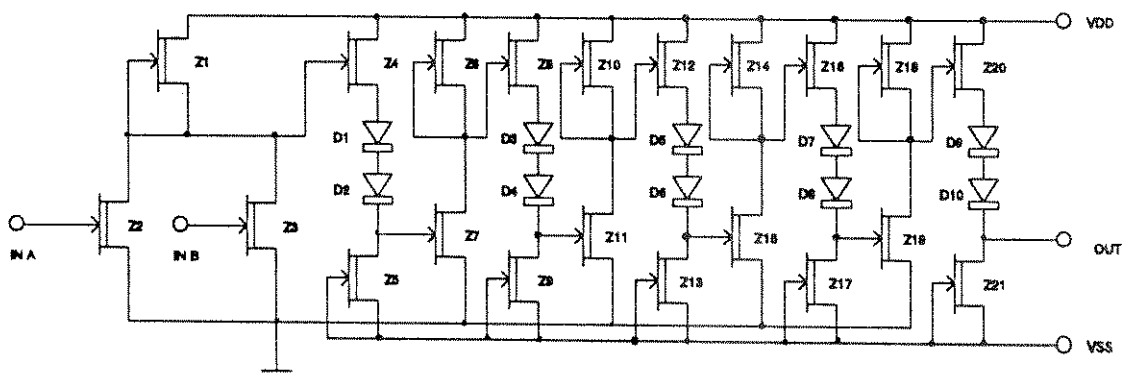 VDD
Z1
Z4
Z6
Z8
Z10
Z12
Z14
Z16
Z18
Z20
D1
D3
D5
D7
D9
D2
D4
D6
D8
D10
IN A
Z2
IN B
Z3
Z7
Z11
Z15
Z19
OUT
Z5
Z9
Z13
Z17
Z21
VSS